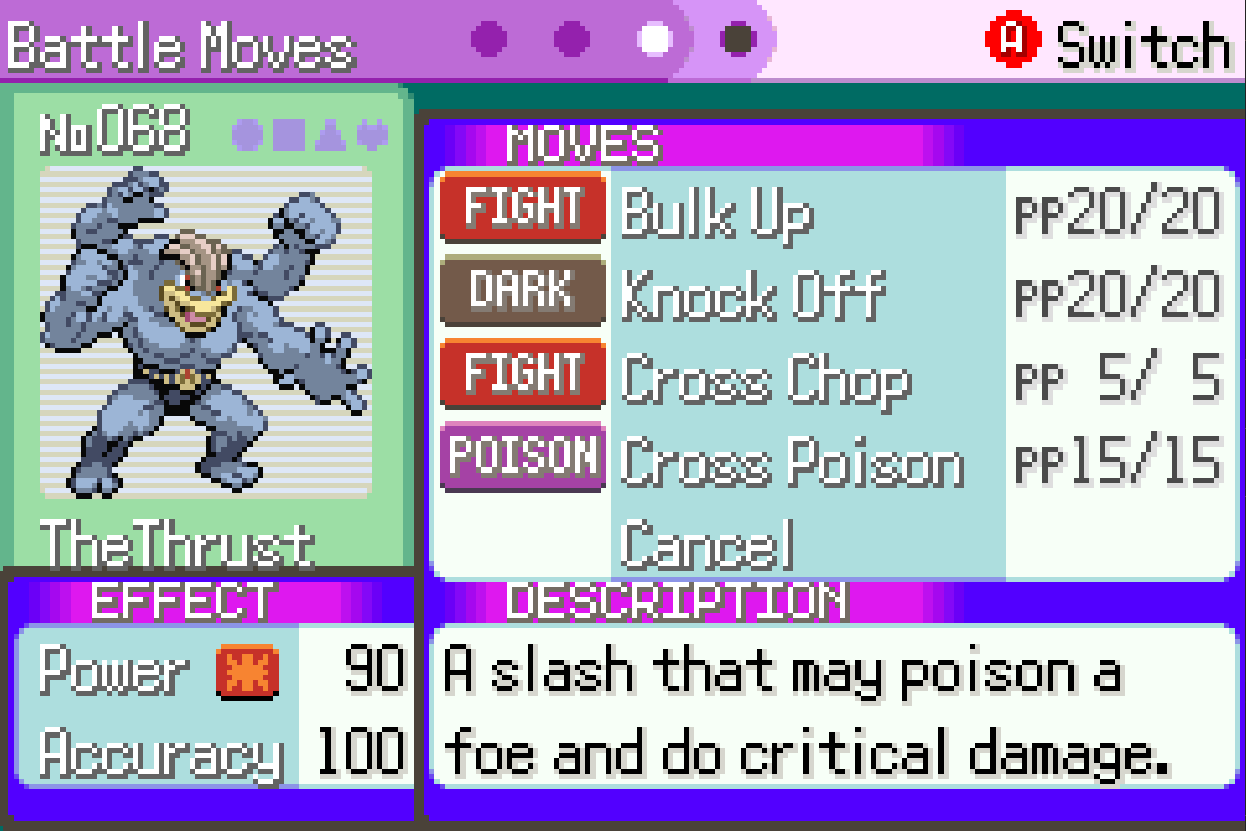 Battle Moves
A Switch
No068
MOVES
FIGHT Bulk Up PP20/20
DARK Knock Off PP20/20
FIGHT Cross Chop PP 5/ 5
POISON Cross Poison PP15/15
Cancel
TheThrust
EFFECT
Power 90
Accuracy 100
DESCRIPTION
A slash that may poison a
foe and do critical damage.